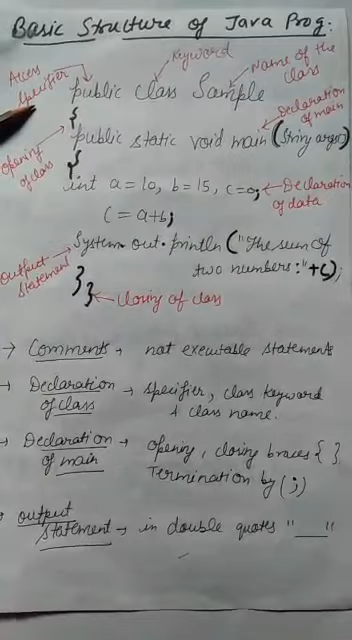 Basic Structure of Java Prog:
Access specifier
Keyword
Name of the class
public class Sample
{
Declaration of main
public static void main (String args)
{
opening of class
int a=10, b=15, c=0;
Declaration of data
c=a+b;
System out.println ("The sum of
two numbers:"+c);
output statement
}
}
closing of class
→ Comments → not executable statements
→ Declaration of class → specifier, class keyword
+ class name.
→ Declaration of main → opening, closing braces { }
Termination by (;)
output
statement → in double quotes "__"